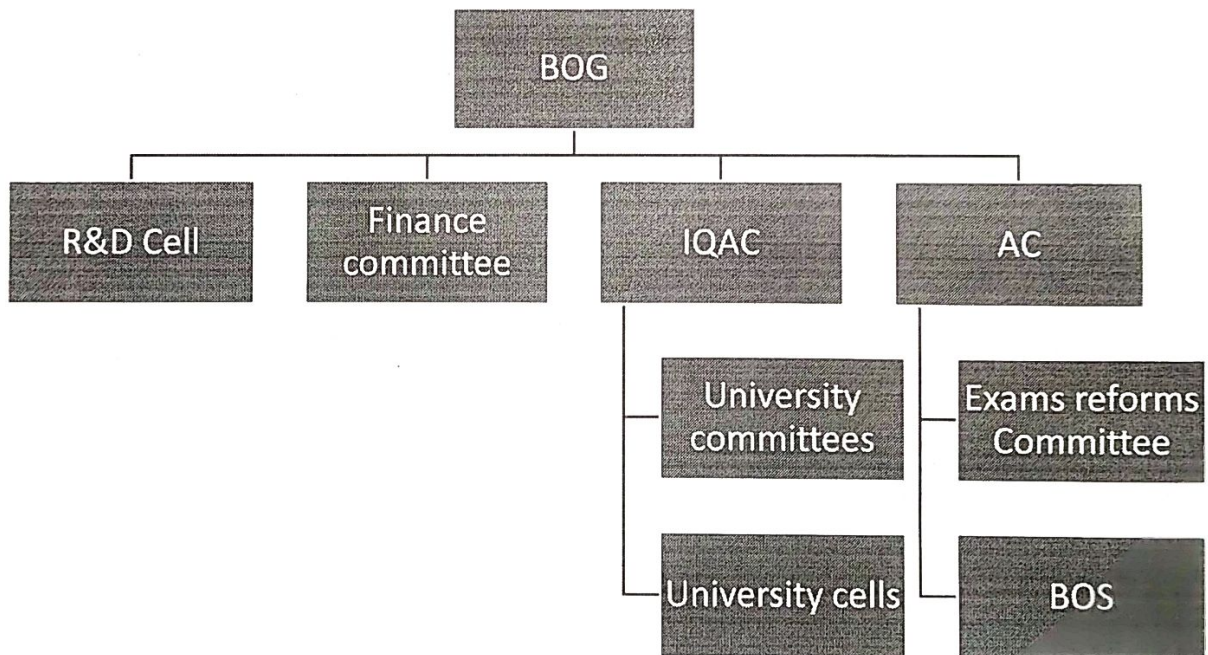 BOG
R&D Cell
Finance
committee
IQAC
AC
University
committees
Exams reforms
Committee
University cells
BOS